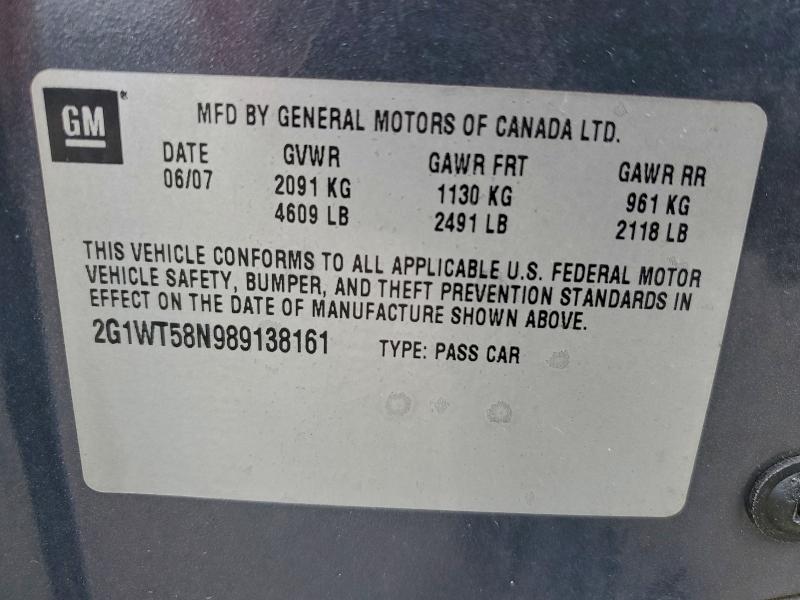 GM
MFD BY GENERAL MOTORS OF CANADA LTD.
DATE GVWR GAWR FRT GAWR RR
06/07 2091 KG 1130 KG 961 KG
4609 LB 2491 LB 2118 LB
THIS VEHICLE CONFORMS TO ALL APPLICABLE U.S. FEDERAL MOTOR
VEHICLE SAFETY, BUMPER, AND THEFT PREVENTION STANDARDS IN
EFFECT ON THE DATE OF MANUFACTURE SHOWN ABOVE.
2G1WT58N989138161 TYPE: PASS CAR